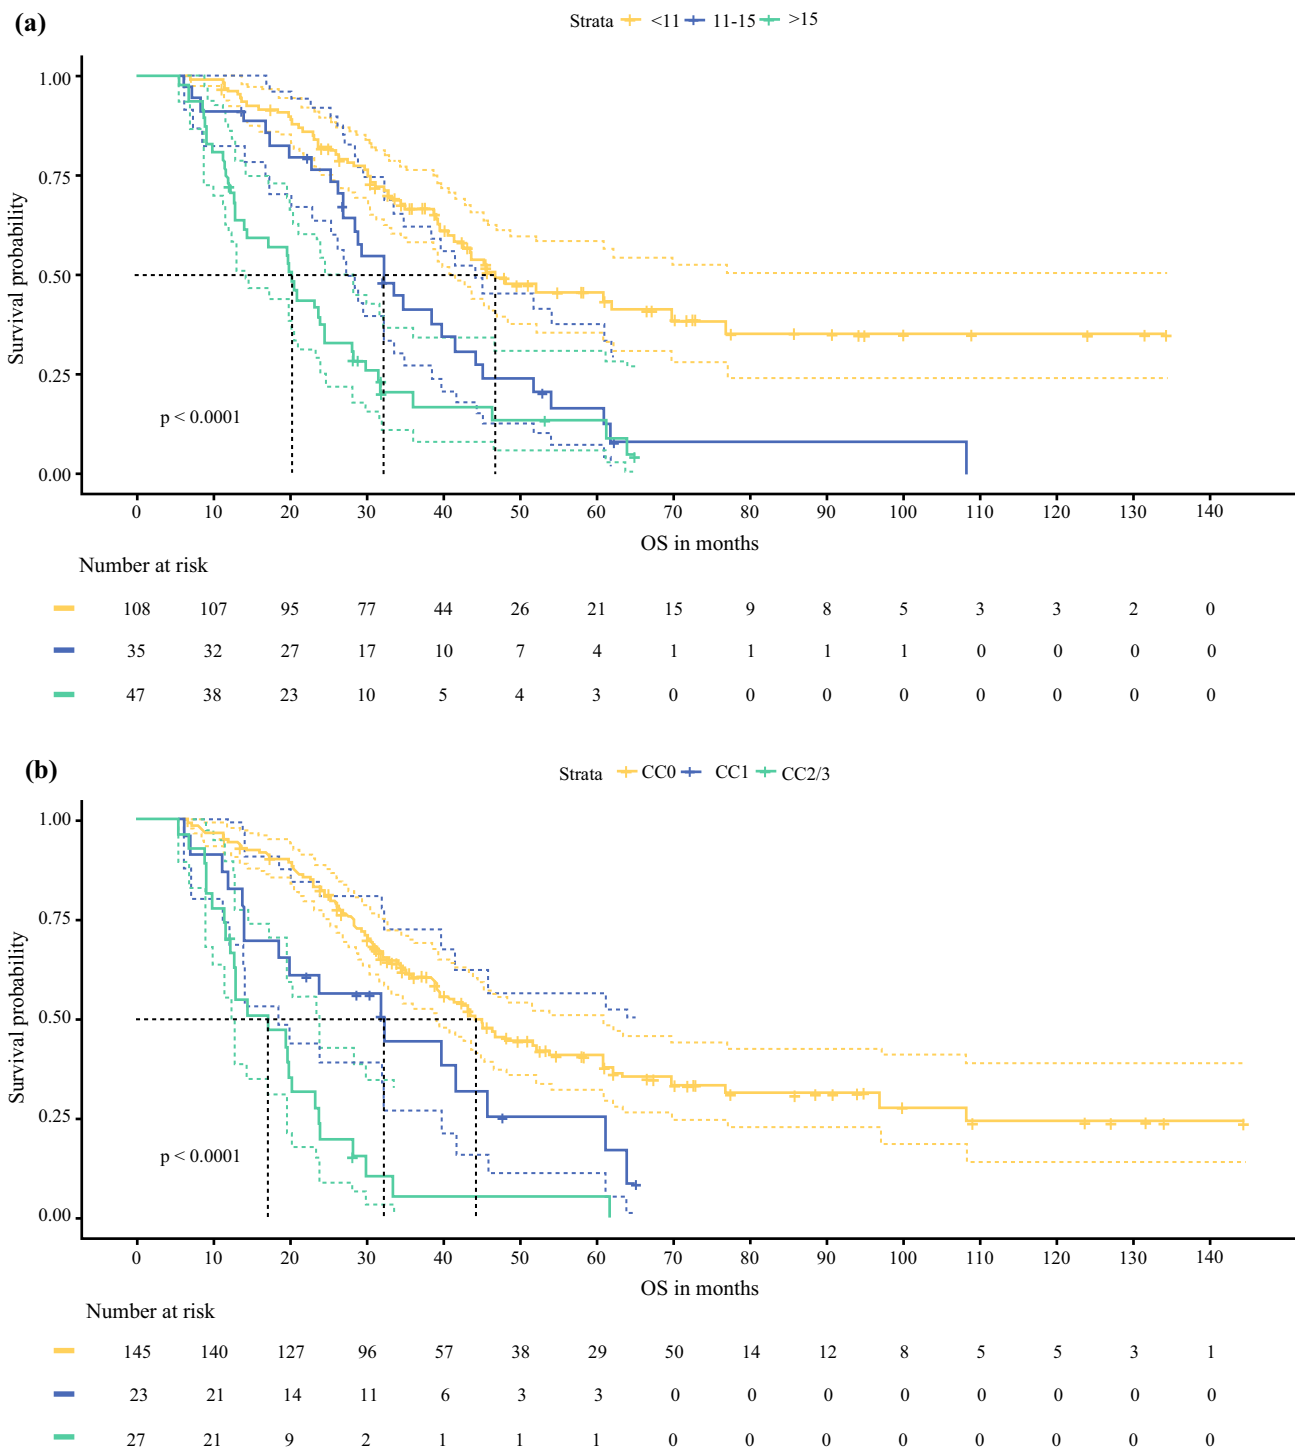 (a)
Strata <11 11-15 >15
1.00
0.75
0.50
0.25
0.00
Survival probability
p < 0.0001
0 10 20 30 40 50 60 70 80 90 100 110 120 130 140
OS in months
Number at risk
108 107 95 77 44 26 21 15 9 8 5 3 3 2 0
35 32 27 17 10 7 4 1 1 1 1 0 0 0 0
47 38 23 10 5 4 3 0 0 0 0 0 0 0 0
(b)
Strata CC0 CC1 CC2/3
1.00
0.75
0.50
0.25
0.00
Survival probability
p < 0.0001
0 10 20 30 40 50 60 70 80 90 100 110 120 130 140
OS in months
Number at risk
145 140 127 96 57 38 29 50 14 12 8 5 5 3 1
23 21 14 11 6 3 3 0 0 0 0 0 0 0 0
27 21 9 2 1 1 1 0 0 0 0 0 0 0 0